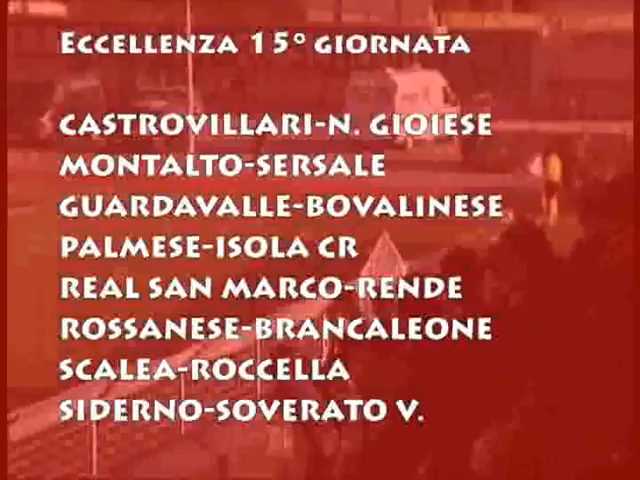 ECCELLENZA 15° GIORNATA
CASTROVILLARI-N. GIOIESE
MONTALTO-SERSALE
GUARDAVALLE-BOVALINESE
PALMESE-ISOLA CR
REAL SAN MARCO-RENDE
ROSSANESE-BRANCALEONE
SCALEA-ROCCELLA
SIDERNO-SOVERATO V.